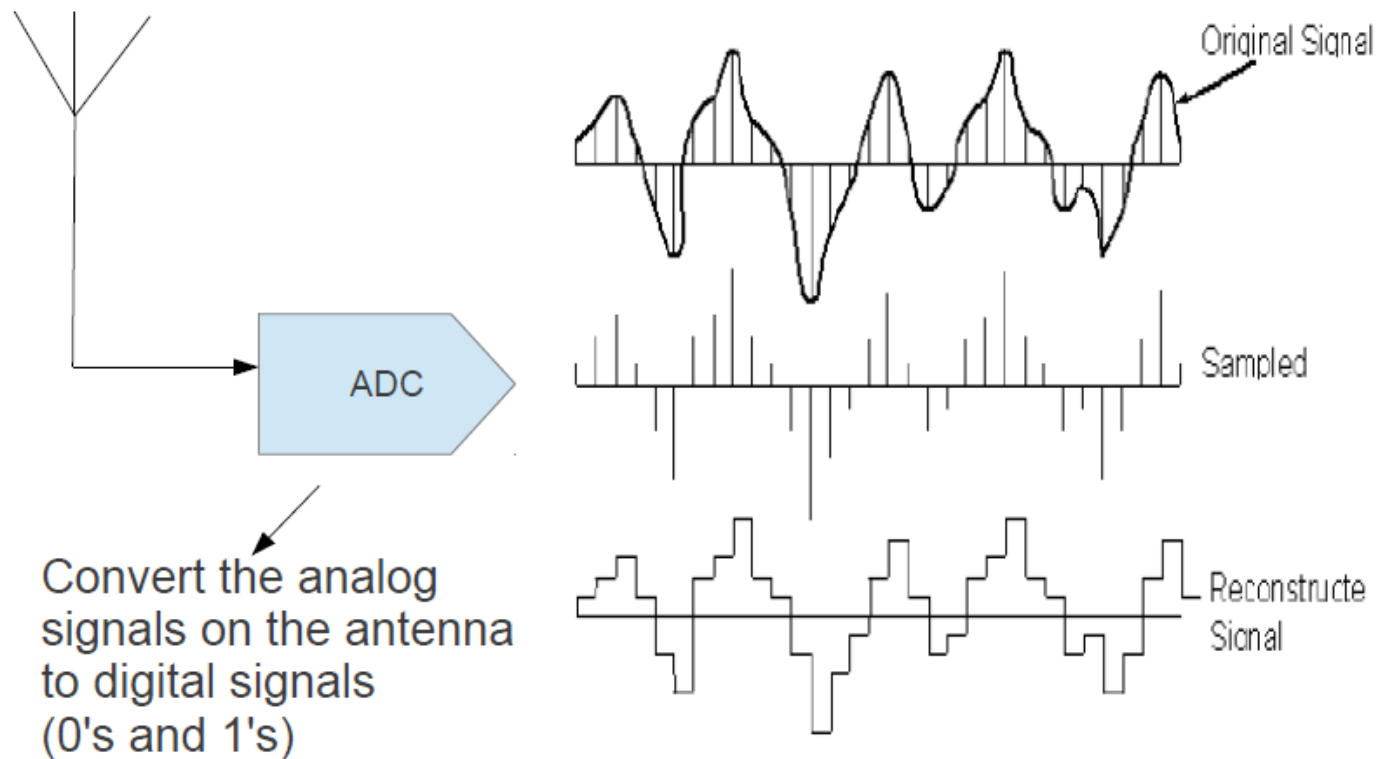 Original Signal
ADC
Sampled
Convert the analog
signals on the antenna
to digital signals
(0's and 1's)
Reconstructe
Signal